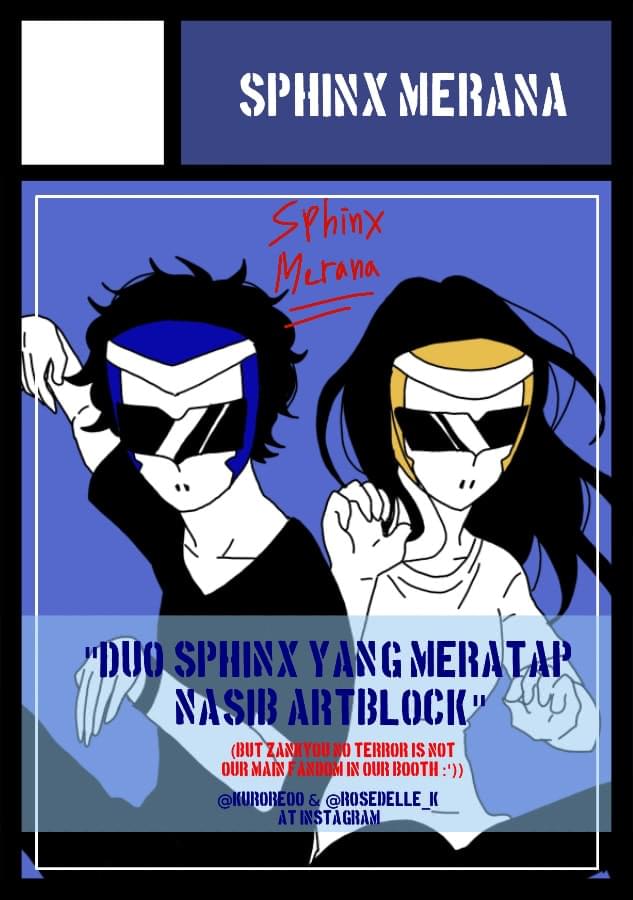 SPHINX MERANA
Sphinx
Merana
"DUO SPHINX YANG MERATAP
NASIB ARTBLOCK"
(BUT ZANKYOU NO TERROR IS NOT
OUR MAIN FANDOM IN OUR BOOTH :'))
@KUROREOO & @ROSEDELLE_K
AT INSTAGRAM